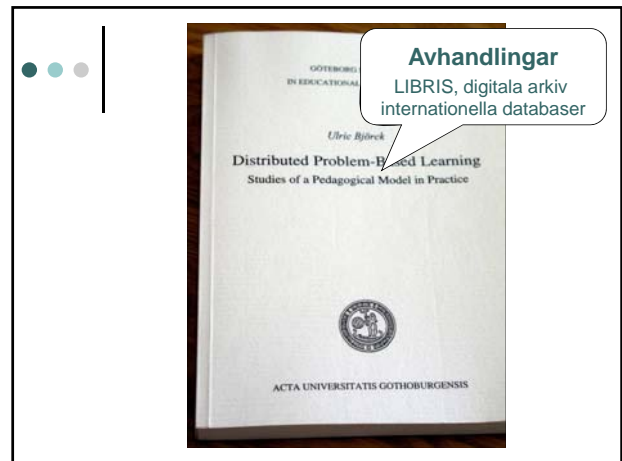 Avhandlingar
LIBRIS, digitala arkiv
internationella databaser
GÖTEBORG
IN EDUCATIONAL
Ulric Björck
Distributed Problem-Based Learning
Studies of a Pedagogical Model in Practice
ACTA UNIVERSITATIS GOTHOBURGENSIS